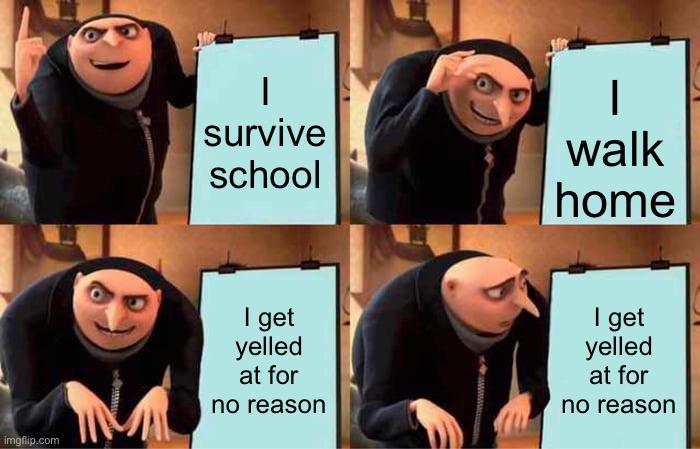 I
survive
school
I
walk
home
I get
yelled
at for
no reason
I get
yelled
at for
no reason
imgflip.com